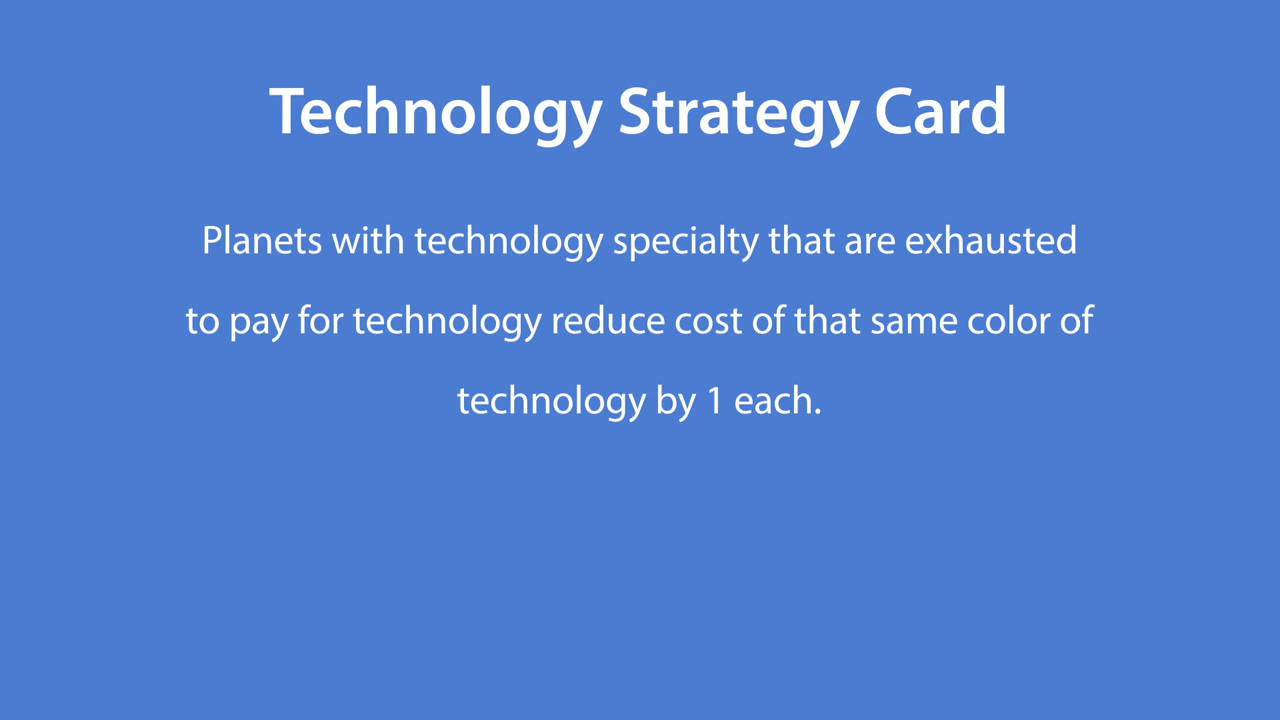 Technology Strategy Card
Planets with technology specialty that are exhausted
to pay for technology reduce cost of that same color of
technology by 1 each.